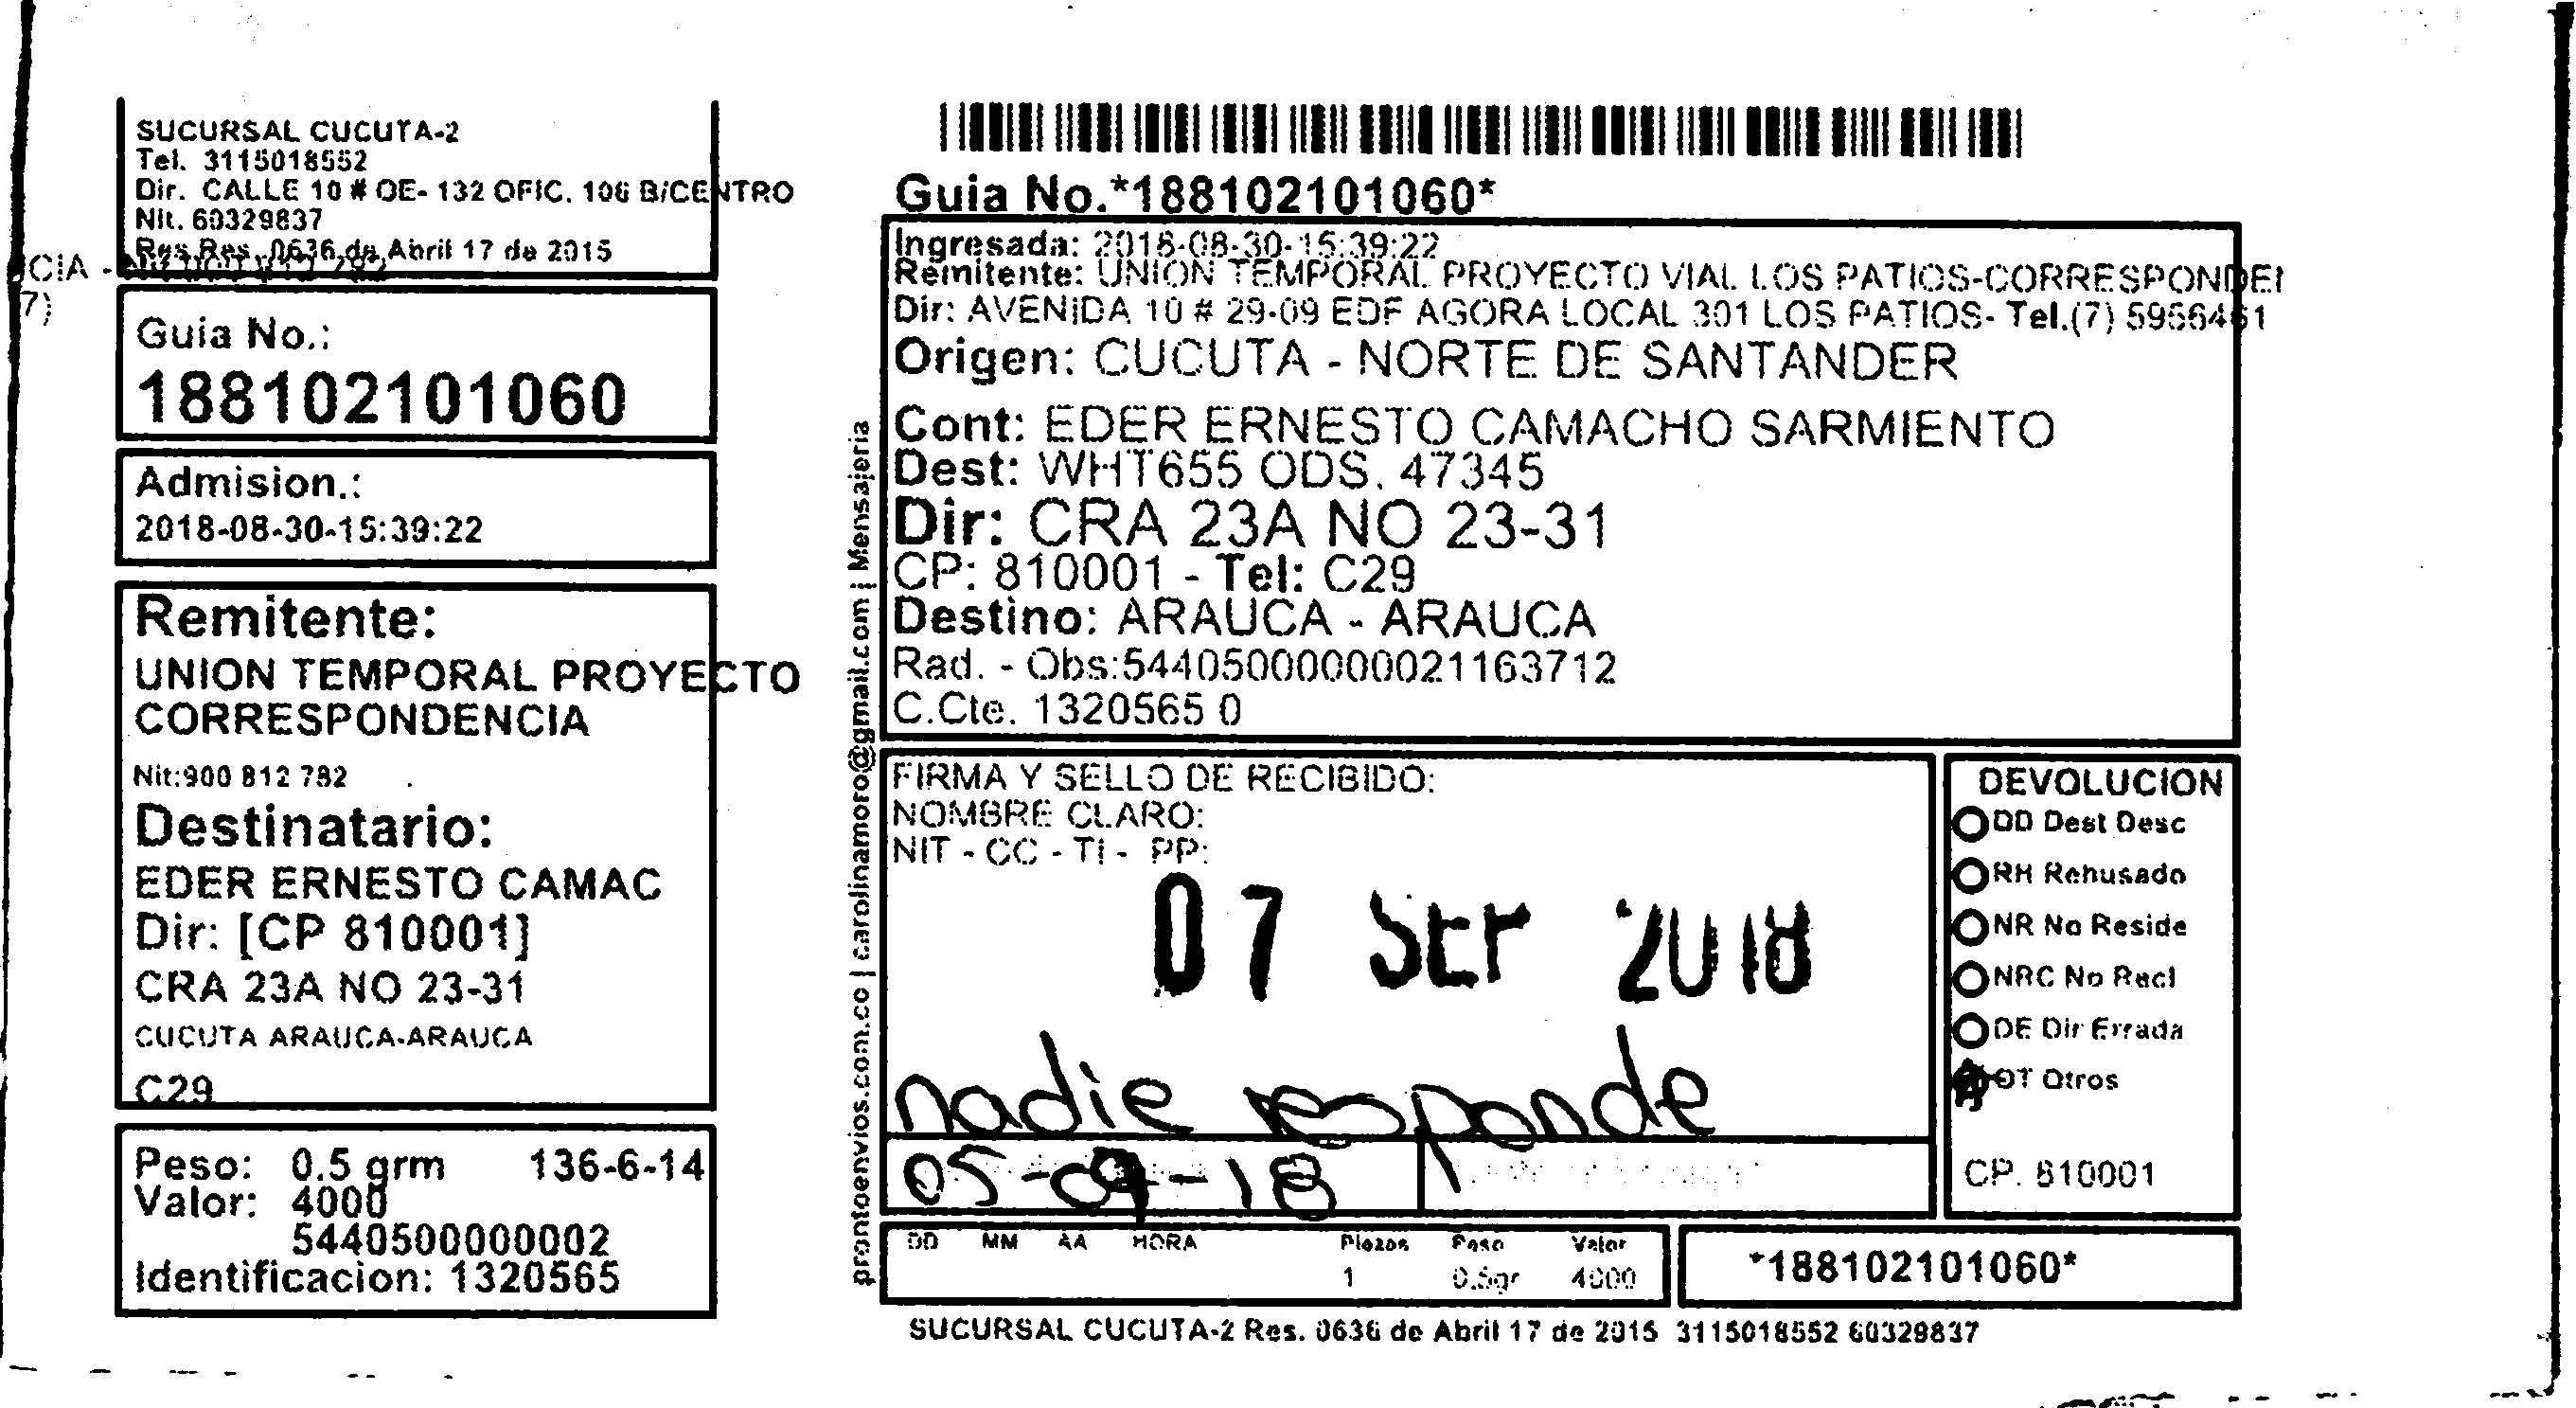 SUCURSAL CUCUTA-2
Tel. 3115018552
Dir. CALLE 10 # OE- 132 OFIC. 106 B/CENTRO
Nit. 60329837
Res Res. 0636 de Abril 17 de 2015
CIA -
7)
Guia No.:
188102101060
Admision.:
2018-08-30-15:39:22
Remitente:
UNION TEMPORAL PROYECTO
CORRESPONDENCIA
Nit:900 812 782
Destinatario:
EDER ERNESTO CAMAC
Dir: [CP 810001]
CRA 23A NO 23-31
CUCUTA ARAUCA-ARAUCA
C29
Peso: 0.5 grm 136-6-14
Valor: 4000
5440500000002
Identificacion: 1320565
prontoenvios.com.co | carolinamoro@gmail.com | Mensajeria
Guia No.*188102101060*
Ingresada: 2018-08-30-15:39:22
Remitente: UNION TEMPORAL PROYECTO VIAL LOS PATIOS-CORRESPONDEN
Dir: AVENIDA 10 # 29-09 EDF AGORA LOCAL 301 LOS PATIOS- Tel.(7) 5956461
Origen: CUCUTA - NORTE DE SANTANDER
Cont: EDER ERNESTO CAMACHO SARMIENTO
Dest: WHT655 ODS. 47345
Dir: CRA 23A NO 23-31
CP: 810001 - Tel: C29
Destino: ARAUCA - ARAUCA
Rad. - Obs:544050000000021163712
C.Cte. 1320565 0
FIRMA Y SELLO DE RECIBIDO:
NOMBRE CLARO:
NIT - CC - TI - PP:
07 SEP 2018
nadie responde
05-09-18
DEVOLUCION
DD Dest Desc
RH Rehusado
NR No Reside
NRC No Recl
DE Dir Errada
OT Otros
CP. 810001
DD MM AA HORA Piezas Peso Valor
1 0.5gr 4000
*188102101060*
SUCURSAL CUCUTA-2 Res. 0636 de Abril 17 de 2015 3115018552 60329837